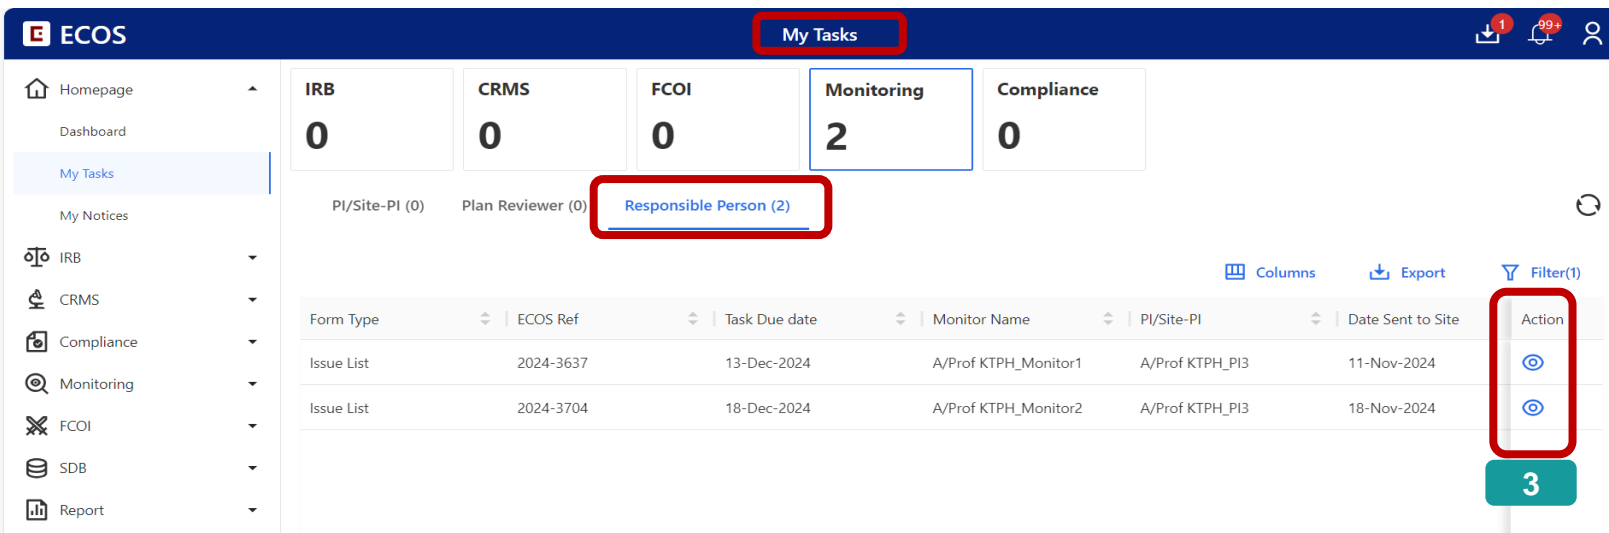 E ECOS
My Tasks
1
99+
Homepage
Dashboard
My Tasks
My Notices
IRB
CRMS
Compliance
Monitoring
FCOI
SDB
Report
IRB CRMS FCOI Monitoring Compliance
0 0 0 2 0
PI/Site-PI (0) Plan Reviewer (0) Responsible Person (2)
Columns Export Filter(1)
Form Type ECOS Ref Task Due date Monitor Name PI/Site-PI Date Sent to Site Action
Issue List 2024-3637 13-Dec-2024 A/Prof KTPH_Monitor1 A/Prof KTPH_PI3 11-Nov-2024
Issue List 2024-3704 18-Dec-2024 A/Prof KTPH_Monitor2 A/Prof KTPH_PI3 18-Nov-2024
3